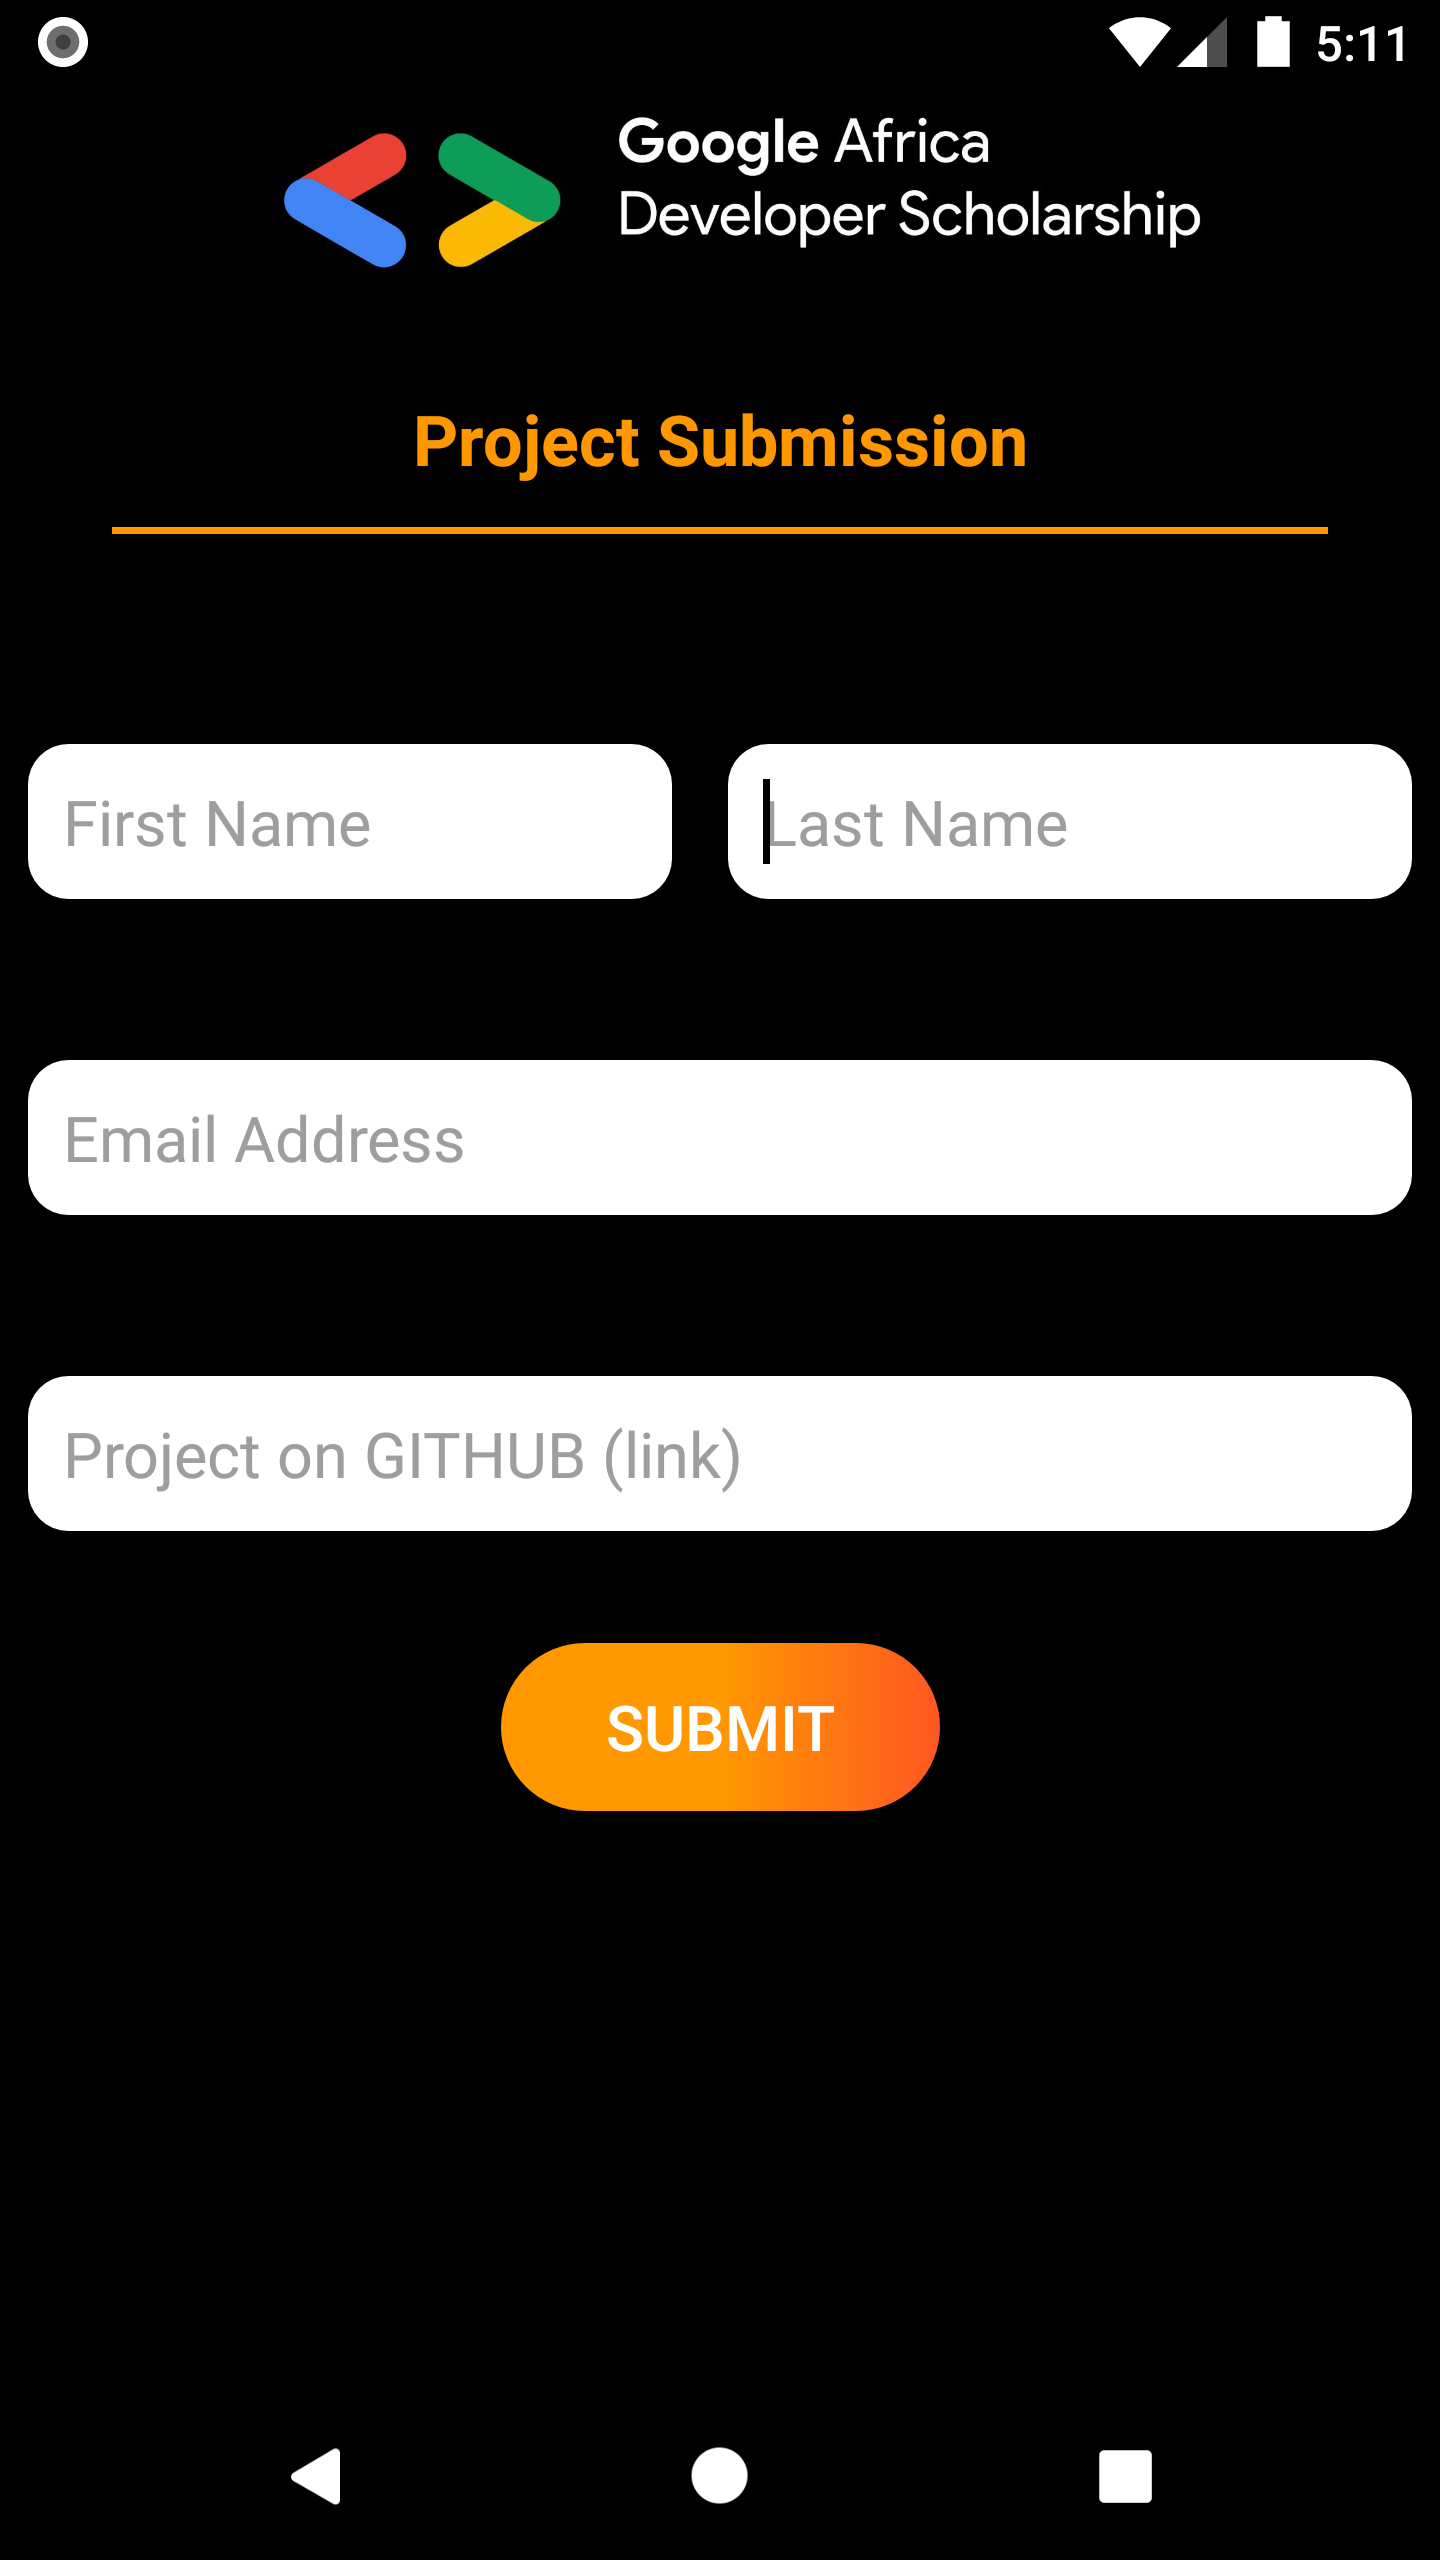 5:11
Google Africa
Developer Scholarship
Project Submission
First Name
Last Name
Email Address
Project on GITHUB (link)
SUBMIT